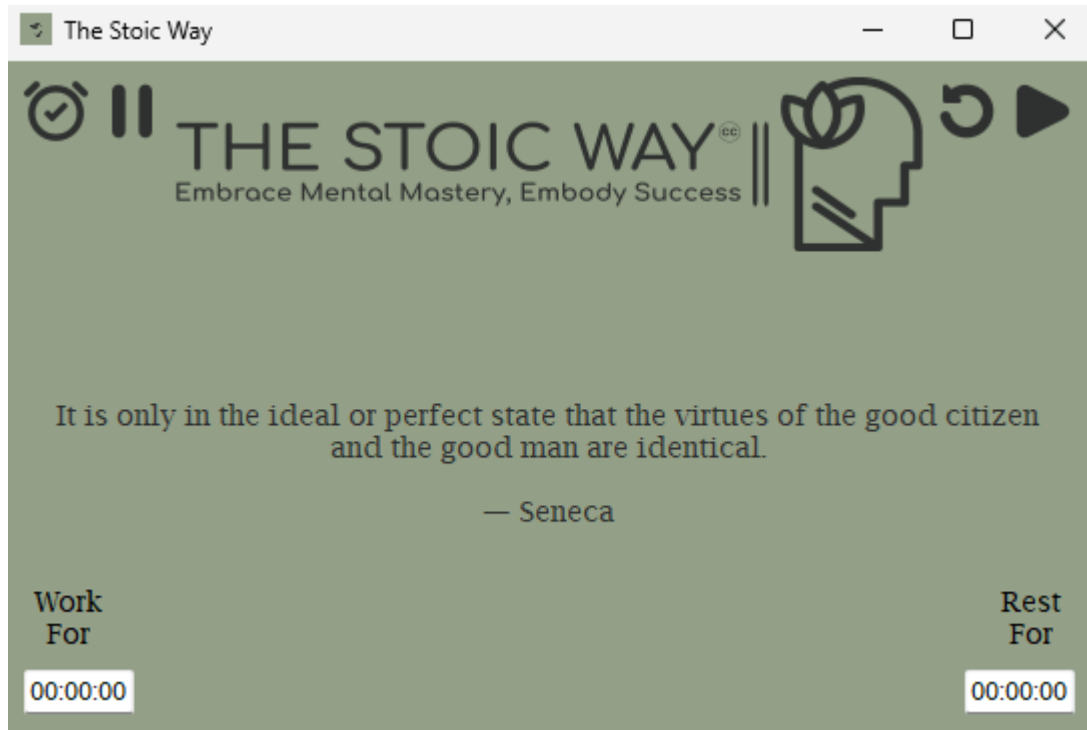 The Stoic Way
THE STOIC WAY cc
Embrace Mental Mastery, Embody Success
It is only in the ideal or perfect state that the virtues of the good citizen
and the good man are identical.
— Seneca
Work
For
Rest
For
00:00:00
00:00:00